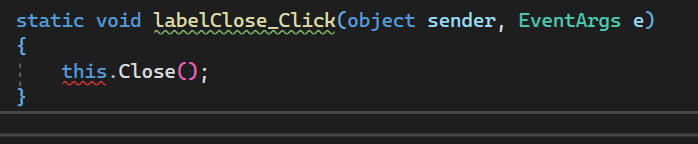 static void labelClose_Click(object sender, EventArgs e)
{
this.Close();
}